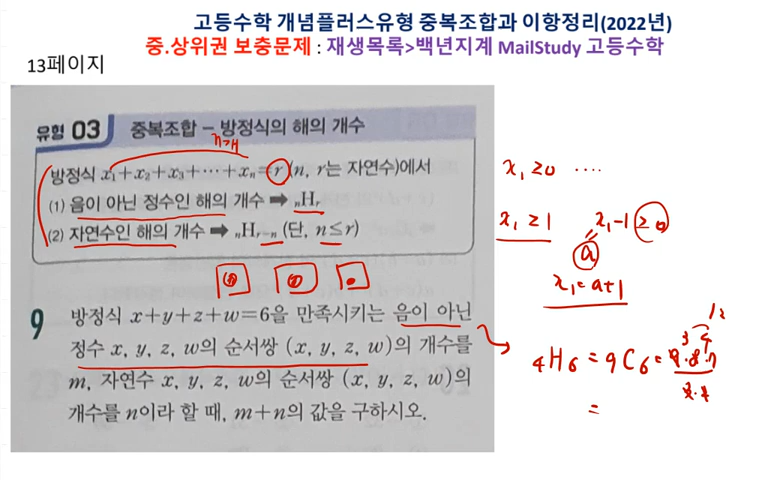 고등수학 개념플러스유형 중복조합과 이항정리(2022년)
중.상위권 보충문제 : 재생목록>백년지계 MailStudy 고등수학
13페이지
유형 03 중복조합 – 방정식의 해의 개수
n개
방정식 x₁+x₂+x₃+⋯+xₙ=r (n, r는 자연수)에서
(1) 음이 아닌 정수인 해의 개수 ➡ ₙHᵣ
(2) 자연수인 해의 개수 ➡ ₙHᵣ₋ₙ (단, n≤r)
x₁ ≥0 ....
x₁ ≥1 x₁-1 ≥0
a
x₁=a+1
9 방정식 x+y+z+w=6을 만족시키는 음이 아닌
정수 x, y, z, w의 순서쌍 (x, y, z, w)의 개수를
m, 자연수 x, y, z, w의 순서쌍 (x, y, z, w)의
개수를 n이라 할 때, m+n의 값을 구하시오.
₄H₆ = ₉C₆ =
=